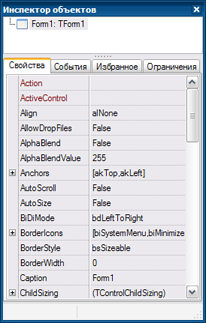 Инспектор объектов
Form1: TForm1
Свойства События Избранное Ограничения
Action
ActiveControl
Align alNone
AllowDropFiles False
AlphaBlend False
AlphaBlendValue 255
Anchors [akTop,akLeft]
AutoScroll False
AutoSize False
BiDiMode bdLeftToRight
BorderIcons [biSystemMenu,biMinimize
BorderStyle bsSizeable
BorderWidth 0
Caption Form1
ChildSizing (TControlChildSizing)